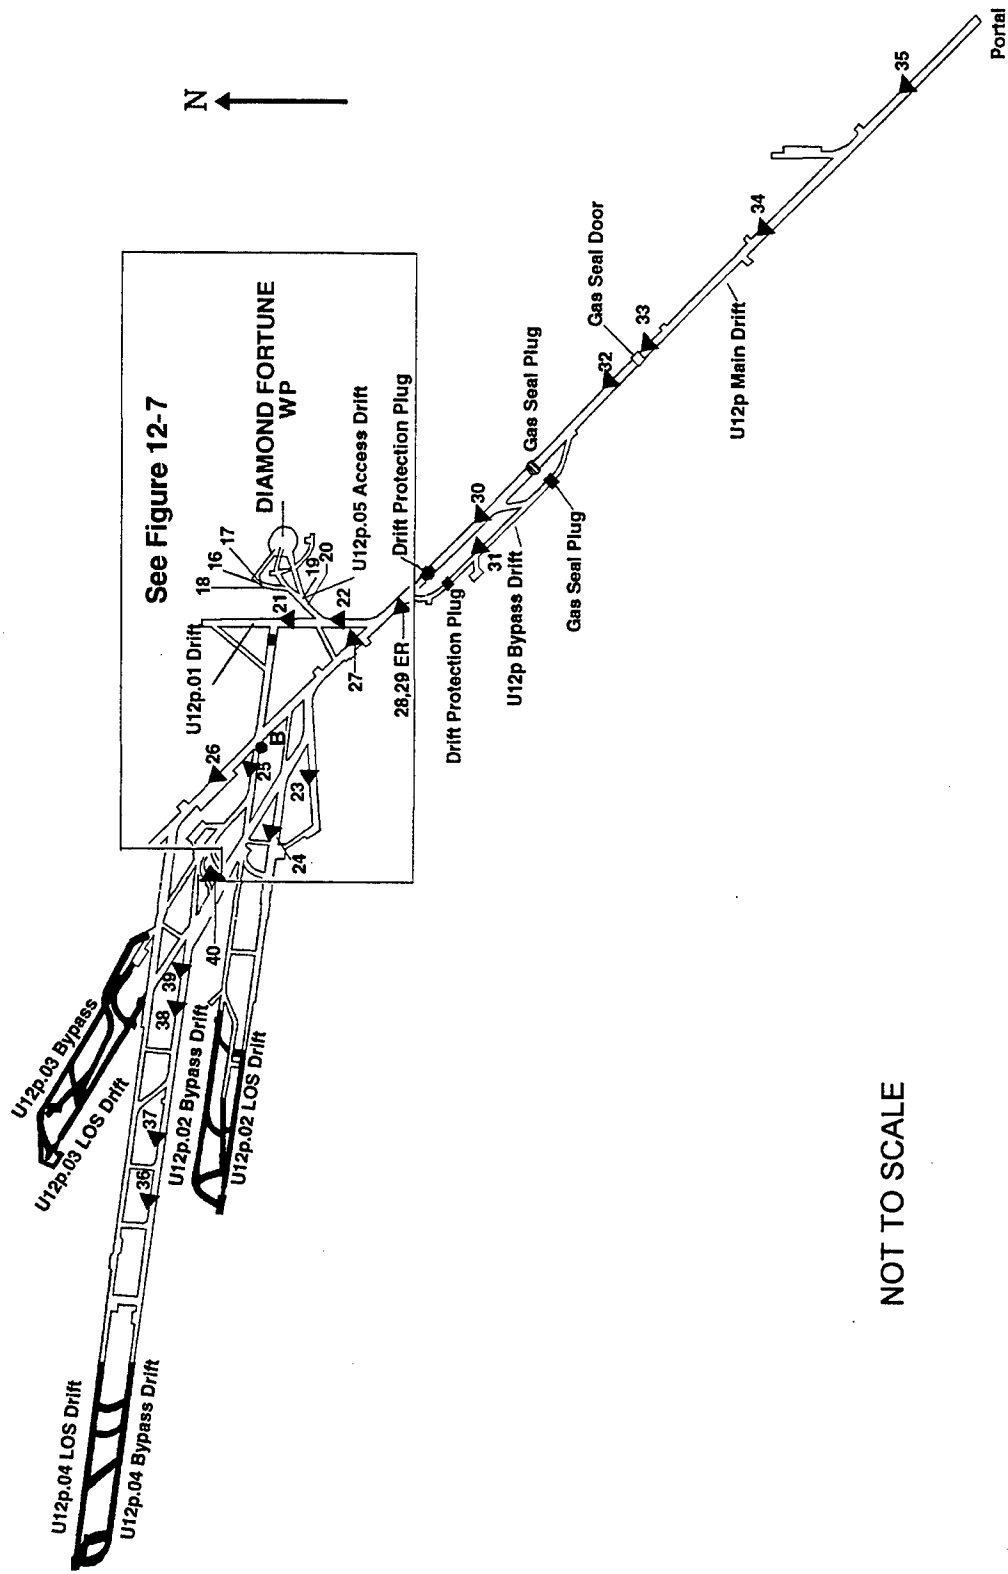 N
Portal
35
34
Gas Seal Door
33
U12p Main Drift
32
Gas Seal Plug
Drift Protection Plug
30
31
Gas Seal Plug
U12p Bypass Drift
Drift Protection Plug
28,29 ER
See Figure 12-7
DIAMOND FORTUNE
WP
U12p.05 Access Drift
17
16
18
19
20
21
22
27
U12p.01 Drift
26
B
25
23
24
40
39
38
37
36
U12p.03 Bypass
U12p.03 LOS Drift
U12p.02 Bypass Drift
U12p.02 LOS Drift
U12p.04 LOS Drift
U12p.04 Bypass Drift
NOT TO SCALE